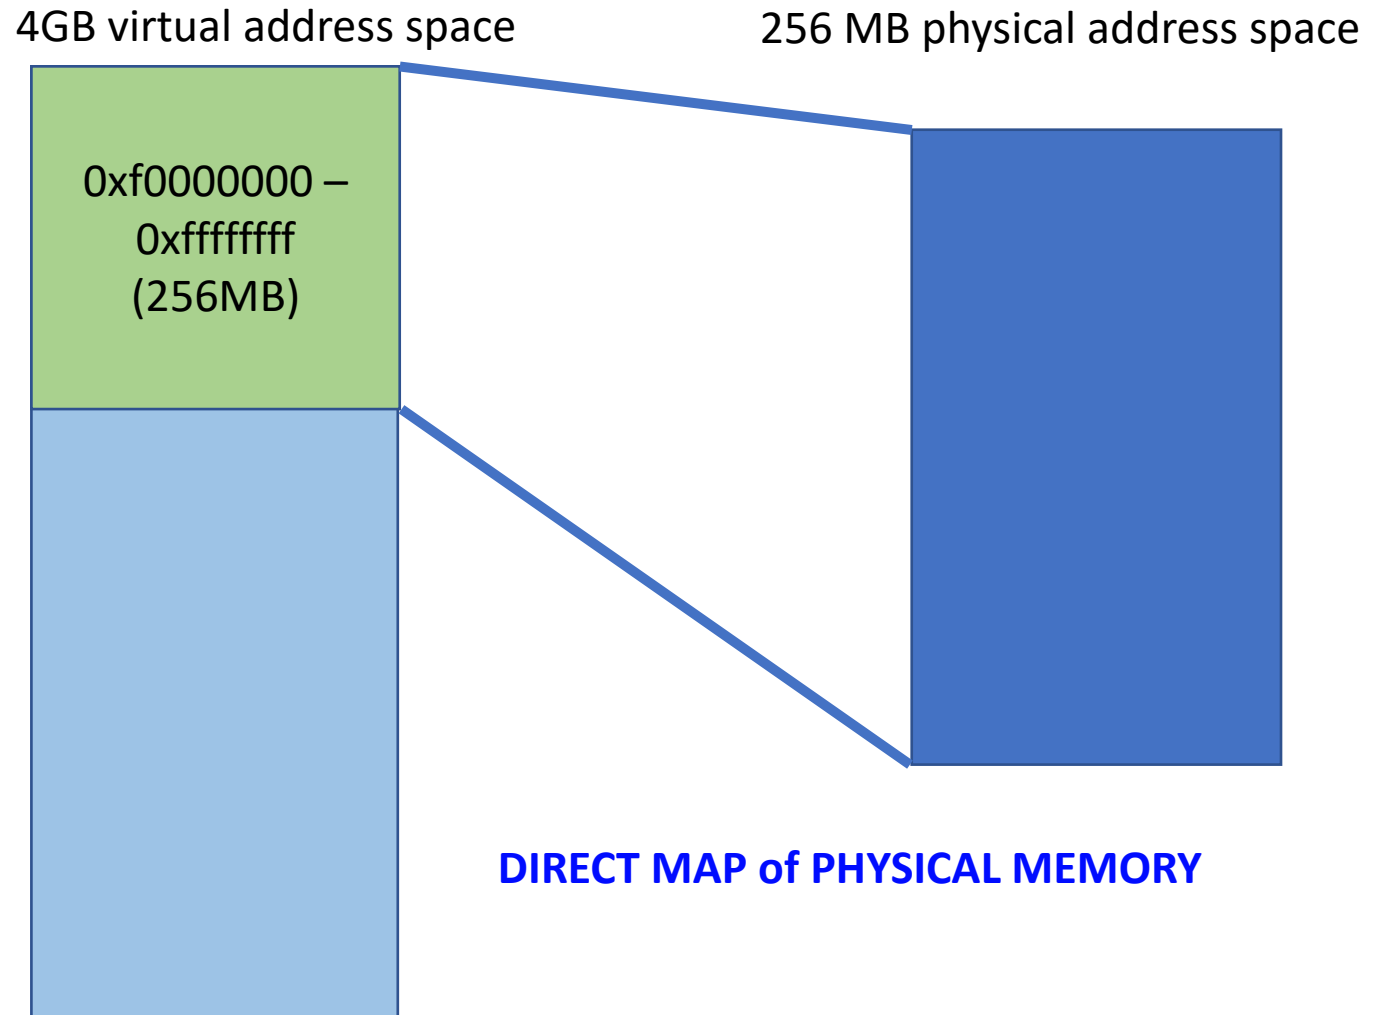 4GB virtual address space
256 MB physical address space
0xf0000000 –
0xffffffff
(256MB)
DIRECT MAP of PHYSICAL MEMORY